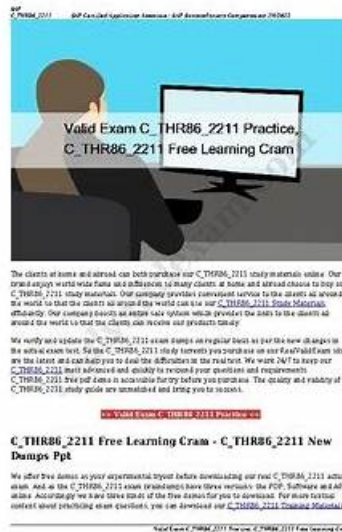 SAP
C_THR86_2211 SAP Certified Application Associate - SAP SuccessFactors Compensation 2H/2022
Valid Exam C_THR86_2211 Practice,
C_THR86_2211 Free Learning Cram
The clients at home and abroad can both purchase our C_THR86_2211 study materials online. Our
brand enjoys world wide fame and influences so many clients at home and abroad choose to buy our
C_THR86_2211 study materials. Our company provides convenient service to the clients all around
the world so that the clients all around the world can use our C_THR86_2211 Study Materials
efficiently. Our company boasts an entire sale system which provides the links to the clients all
around the world so that the clients can receive our products timely.
We verify and update the C_THR86_2211 exam dumps on regular basis as per the new changes in
the actual exam test, So the C_THR86_2211 study torrents you purchase on our site
are the latest and can help you to deal the difficulties in the real test, We work 24/7 to keep our
C_THR86_2211 most advanced and quickly to respond your questions and requirements.
C_THR86_2211 free pdf demo is accessible for try before you purchase, The quality and validity of
C_THR86_2211 study guide are unmatched and bring you to success.
>> Valid Exam C_THR86_2211 Practice <<
C_THR86_2211 Free Learning Cram - C_THR86_2211 New
Dumps Ppt
We offer free demos as your experimental tryout before downloading our real C_THR86_2211 actual
exam. And as the C_THR86_2211 exam braindumps have three versions: the PDF, Software and APP
online. Accordingly we have three kinds of the free demos for you to download. For more textual
content about practicing exam questions, you can download our C_THR86_2211 Training Materials
Valid Exam C_THR86_2211 Practice, C_THR86_2211 Free Learning Cram